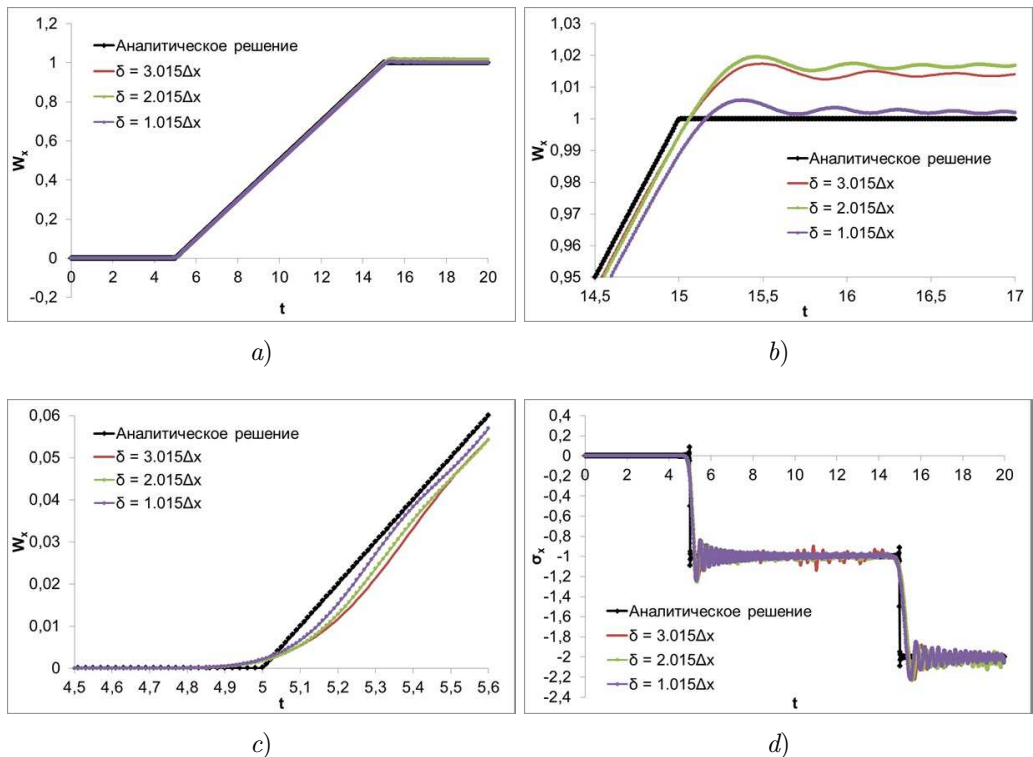 1,2
1
0,8
0,6
0,4
0,2
0
-0,2
Wₓ
Аналитическое решение
δ = 3.015Δx
δ = 2.015Δx
δ = 1.015Δx
0 2 4 6 8 10 12 14 16 18 20
t
a)
1,03
1,02
1,01
1
0,99
0,98
0,97
0,96
0,95
Wₓ
Аналитическое решение
δ = 3.015Δx
δ = 2.015Δx
δ = 1.015Δx
14,5 15 15,5 16 16,5 17
t
b)
0,06
0,05
0,04
0,03
0,02
0,01
0
Wₓ
Аналитическое решение
δ = 3.015Δx
δ = 2.015Δx
δ = 1.015Δx
4,5 4,6 4,7 4,8 4,9 5 5,1 5,2 5,3 5,4 5,5 5,6
t
c)
0,4
0,2
0
-0,2
-0,4
-0,6
-0,8
-1
-1,2
-1,4
-1,6
-1,8
-2
-2,2
-2,4
σₓ
0 2 4 6 8 10 12 14 16 18 20
Аналитическое решение
δ = 3.015Δx
δ = 2.015Δx
δ = 1.015Δx
t
d)